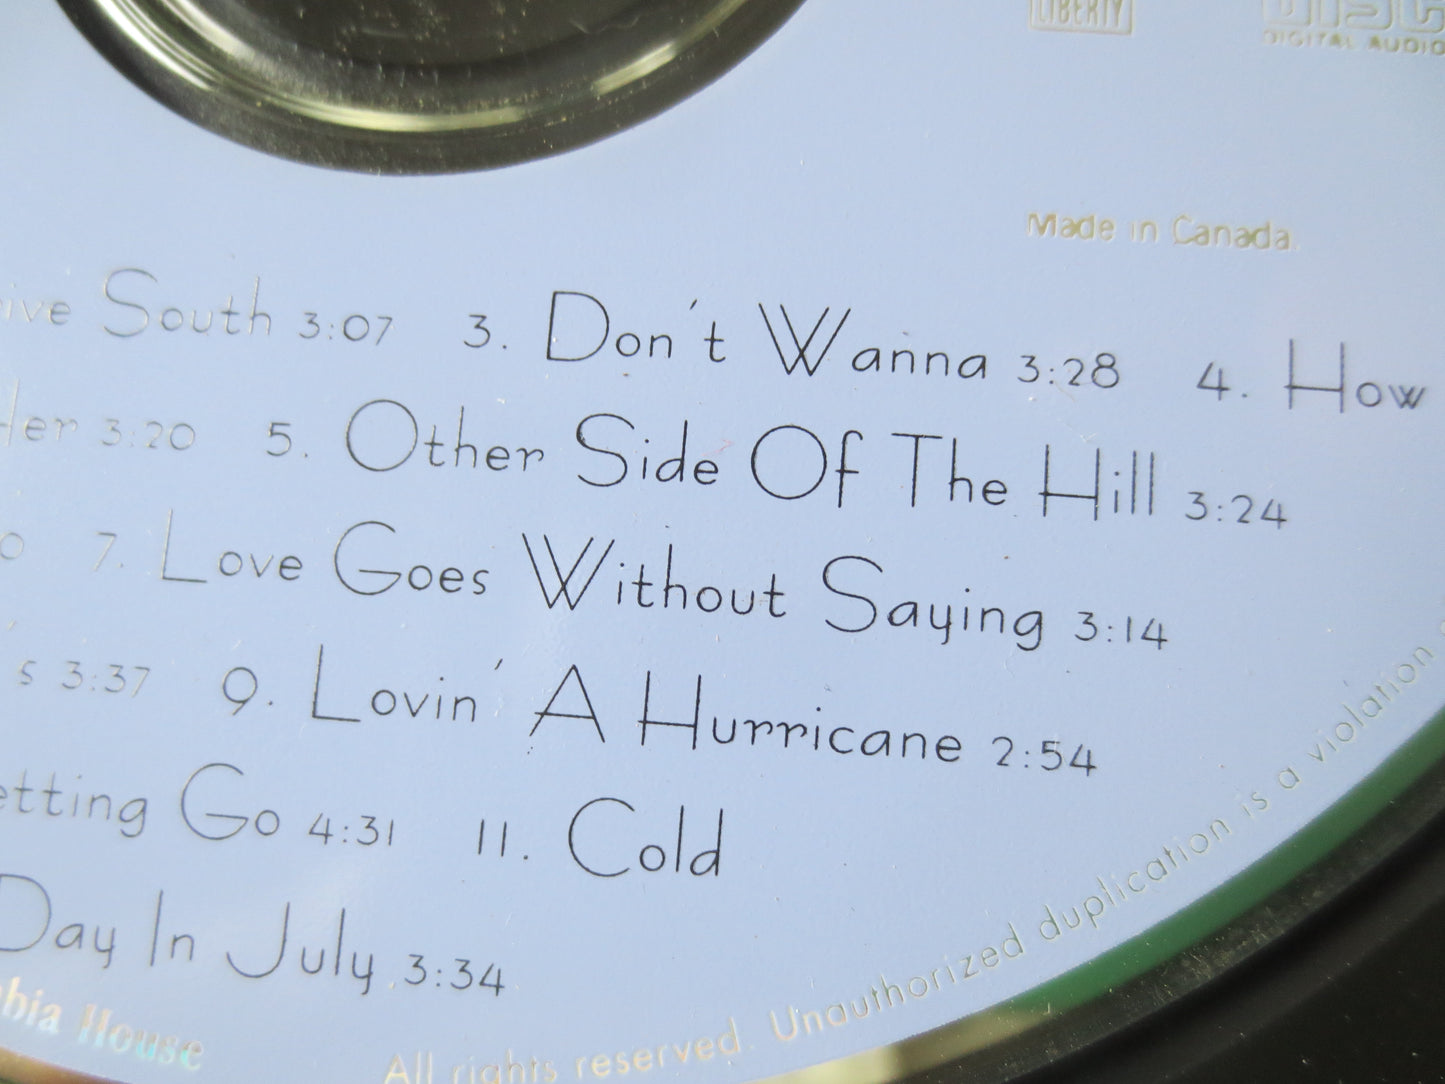 LIBERTY
DIGITAL AUDIO
Made in Canada.
South 3:07 3. Don't Wanna 3:28 4. How
3:20 5. Other Side Of The Hill 3:24
7. Love Goes Without Saying 3:14
s 3:37 9. Lovin' A Hurricane 2:54
etting Go 4:31 11. Cold
Day In July 3:34
bia House
All rights reserved. Unauthorized duplication is a violation